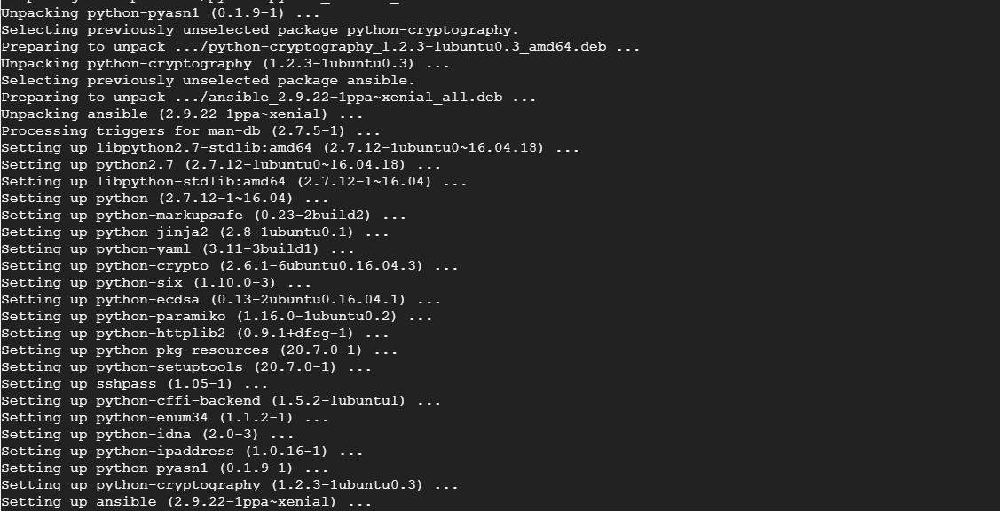 Unpacking python-pyasn1 (0.1.9-1) ...
Selecting previously unselected package python-cryptography.
Preparing to unpack .../python-cryptography_1.2.3-1ubuntu0.3_amd64.deb ...
Unpacking python-cryptography (1.2.3-1ubuntu0.3) ...
Selecting previously unselected package ansible.
Preparing to unpack .../ansible_2.9.22-1ppa~xenial_all.deb ...
Unpacking ansible (2.9.22-1ppa~xenial) ...
Processing triggers for man-db (2.7.5-1) ...
Setting up libpython2.7-stdlib:amd64 (2.7.12-1ubuntu0~16.04.18) ...
Setting up python2.7 (2.7.12-1ubuntu0~16.04.18) ...
Setting up libpython-stdlib:amd64 (2.7.12-1~16.04) ...
Setting up python (2.7.12-1~16.04) ...
Setting up python-markupsafe (0.23-2build2) ...
Setting up python-jinja2 (2.8-1ubuntu0.1) ...
Setting up python-yaml (3.11-3build1) ...
Setting up python-crypto (2.6.1-6ubuntu0.16.04.3) ...
Setting up python-six (1.10.0-3) ...
Setting up python-ecdsa (0.13-2ubuntu0.16.04.1) ...
Setting up python-paramiko (1.16.0-1ubuntu0.2) ...
Setting up python-httplib2 (0.9.1+dfsg-1) ...
Setting up python-pkg-resources (20.7.0-1) ...
Setting up python-setuptools (20.7.0-1) ...
Setting up sshpass (1.05-1) ...
Setting up python-cffi-backend (1.5.2-1ubuntu1) ...
Setting up python-enum34 (1.1.2-1) ...
Setting up python-idna (2.0-3) ...
Setting up python-ipaddress (1.0.16-1) ...
Setting up python-pyasn1 (0.1.9-1) ...
Setting up python-cryptography (1.2.3-1ubuntu0.3) ...
Setting up ansible (2.9.22-1ppa~xenial) ...